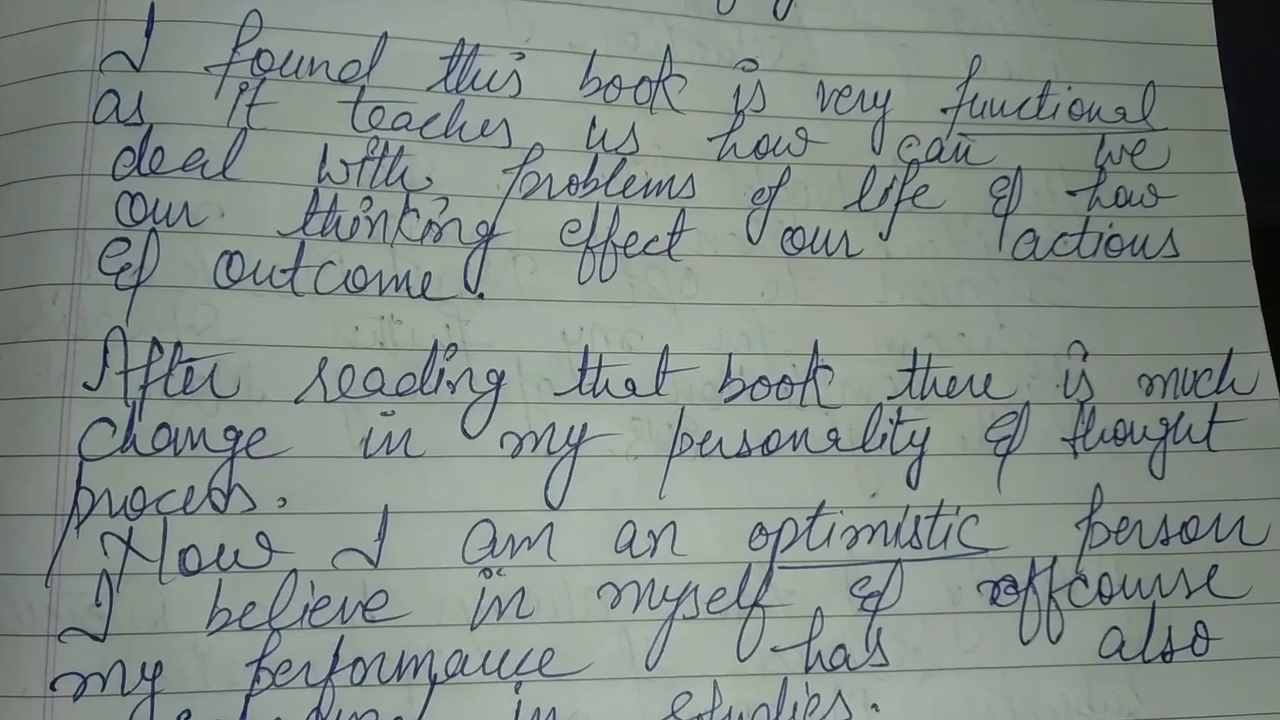 I found this book is very functional
as it teaches us how can we
deal with problems of life & how
our thinking effect our actions
& outcome.
After reading that book there is much
change in my personality & thought
process.
Now I am an optimistic person
I believe in myself & offcourse
my performance has also
in studies.